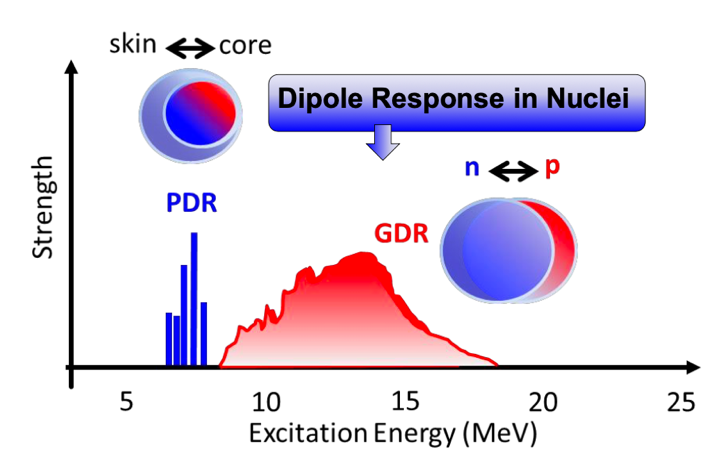 skin core
Dipole Response in Nuclei
n p
PDR
GDR
Strength
5 10 15 20 25
Excitation Energy (MeV)